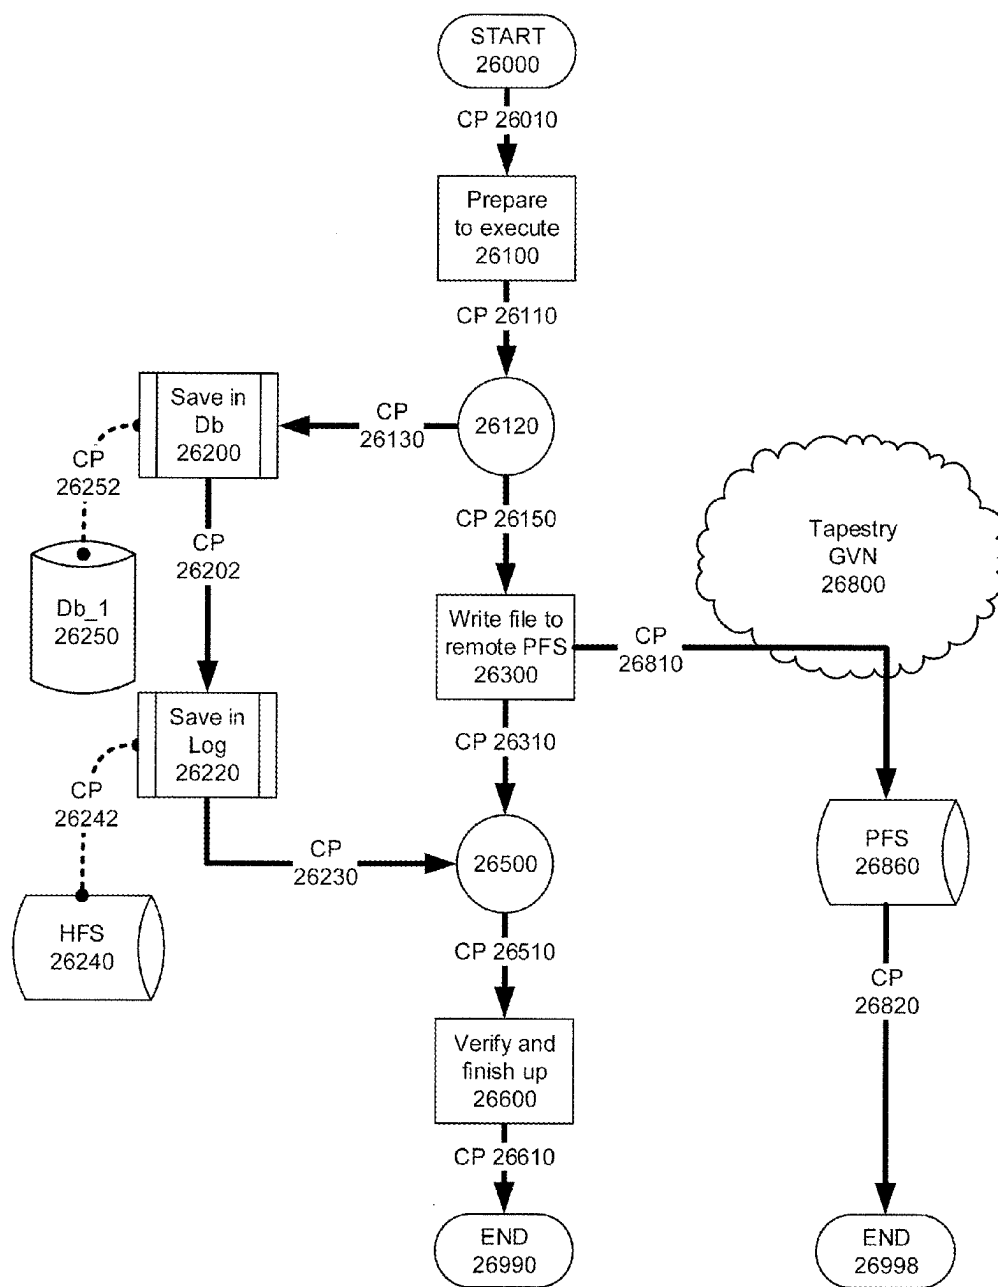 START
26000
CP 26010
Prepare
to execute
26100
CP 26110
Save in
Db
26200
CP
26130
26120
CP
26252
CP 26150
CP
26202
Tapestry
GVN
26800
Db_1
26250
Write file to
remote PFS
26300
CP
26810
Save in
Log
26220
CP 26310
CP
26242
CP
26230
26500
PFS
26860
HFS
26240
CP 26510
CP
26820
Verify and
finish up
26600
CP 26610
END
26990
END
26998